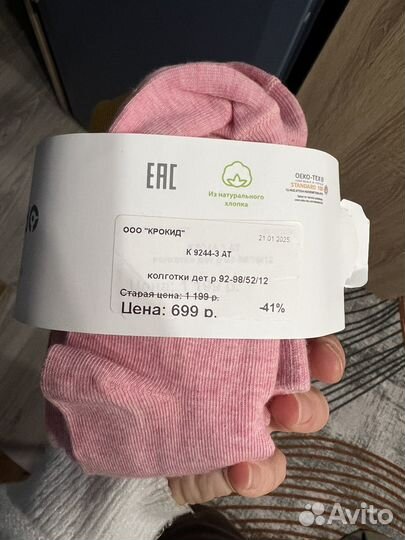 EAC
Из натурального
хлопка
OEKO-TEX®
STANDARD 100
ООО "КРОКИД"
21.01.2025
К 9244-3 АТ
колготки дет р 92-98/52/12
Старая цена: 1 199 р.
-41%
Цена: 699 р.
Avito